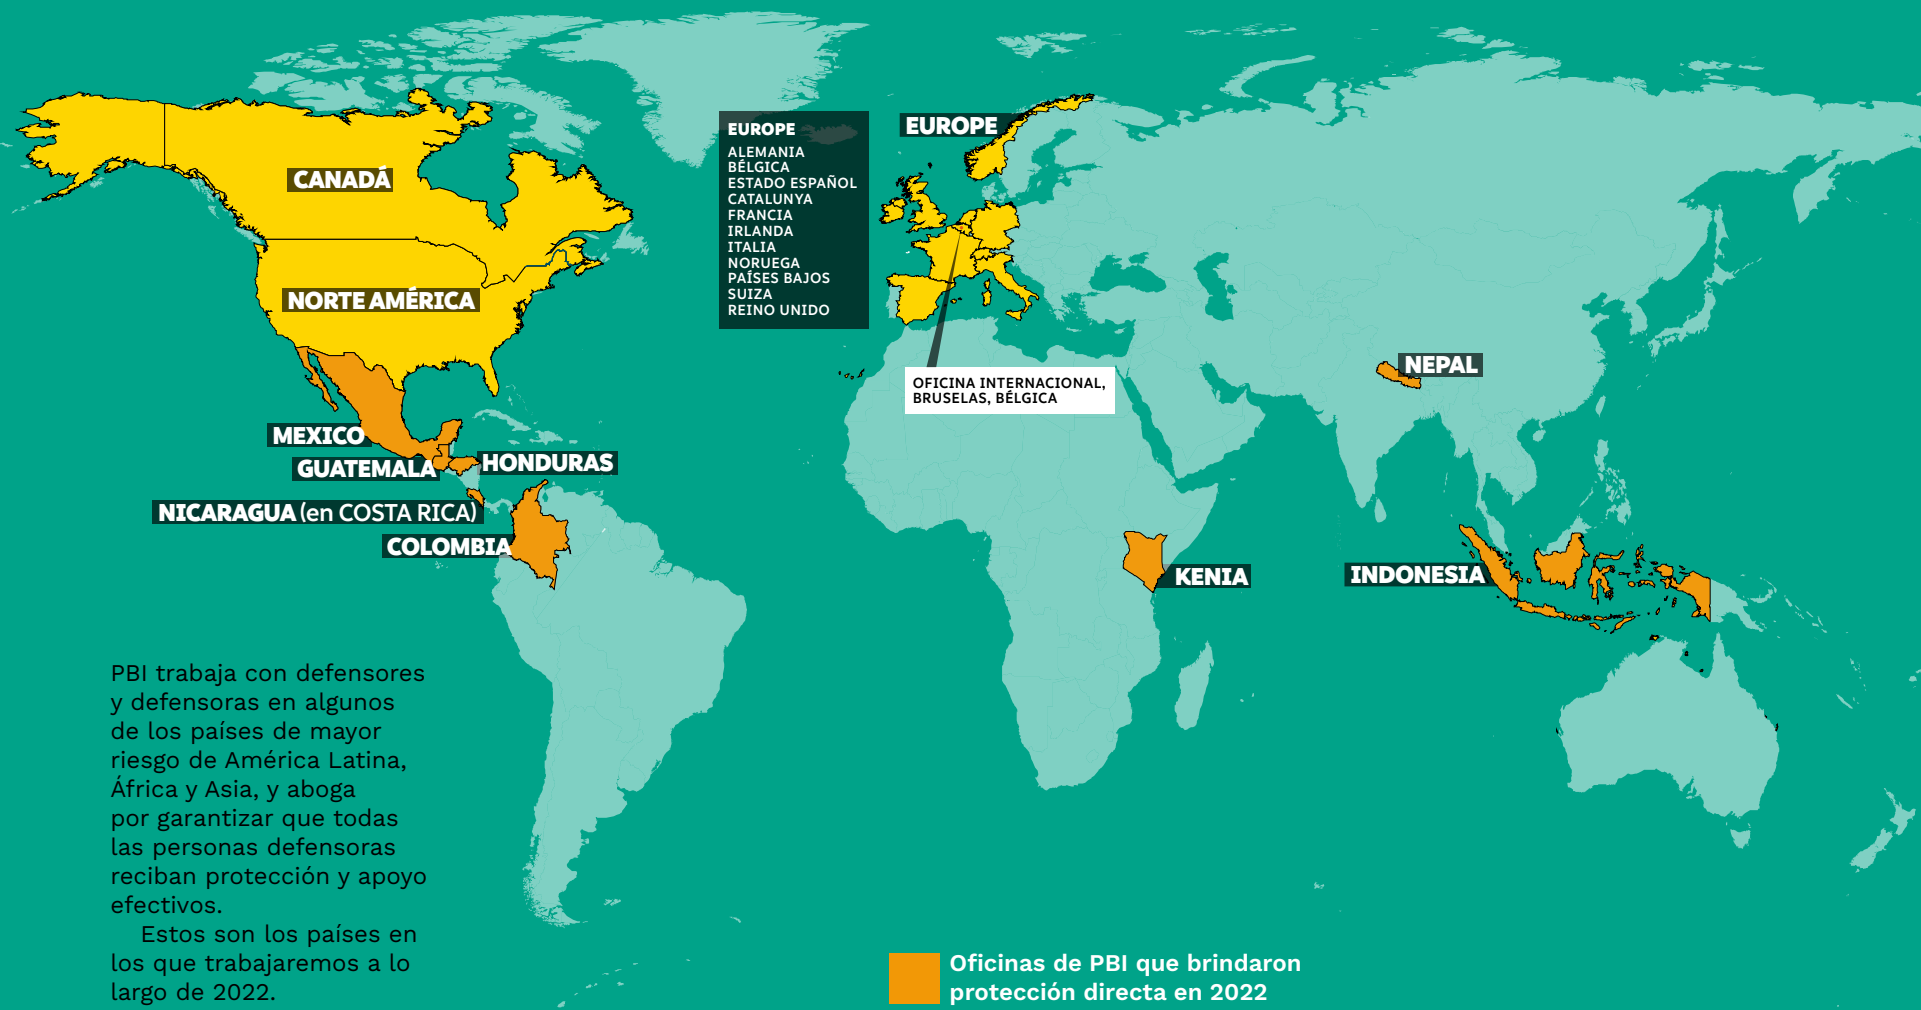 CANADÁ
NORTE AMÉRICA
EUROPE
ALEMANIA
BÉLGICA
ESTADO ESPAÑOL
CATALUNYA
FRANCIA
IRLANDA
ITALIA
NORUEGA
PAÍSES BAJOS
SUIZA
REINO UNIDO
EUROPE
OFICINA INTERNACIONAL,
BRUSELAS, BÉLGICA
NEPAL
MEXICO
GUATEMALA
HONDURAS
NICARAGUA (en COSTA RICA)
COLOMBIA
KENIA
INDONESIA
PBI trabaja con defensores
y defensoras en algunos
de los países de mayor
riesgo de América Latina,
África y Asia, y aboga
por garantizar que todas
las personas defensoras
reciban protección y apoyo
efectivos.
Estos son los países en
los que trabajaremos a lo
largo de 2022.
Oficinas de PBI que brindaron
protección directa en 2022